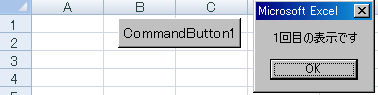 A B C
1
2
3
4
5
CommandButton1
Microsoft Excel
1回目の表示です
OK